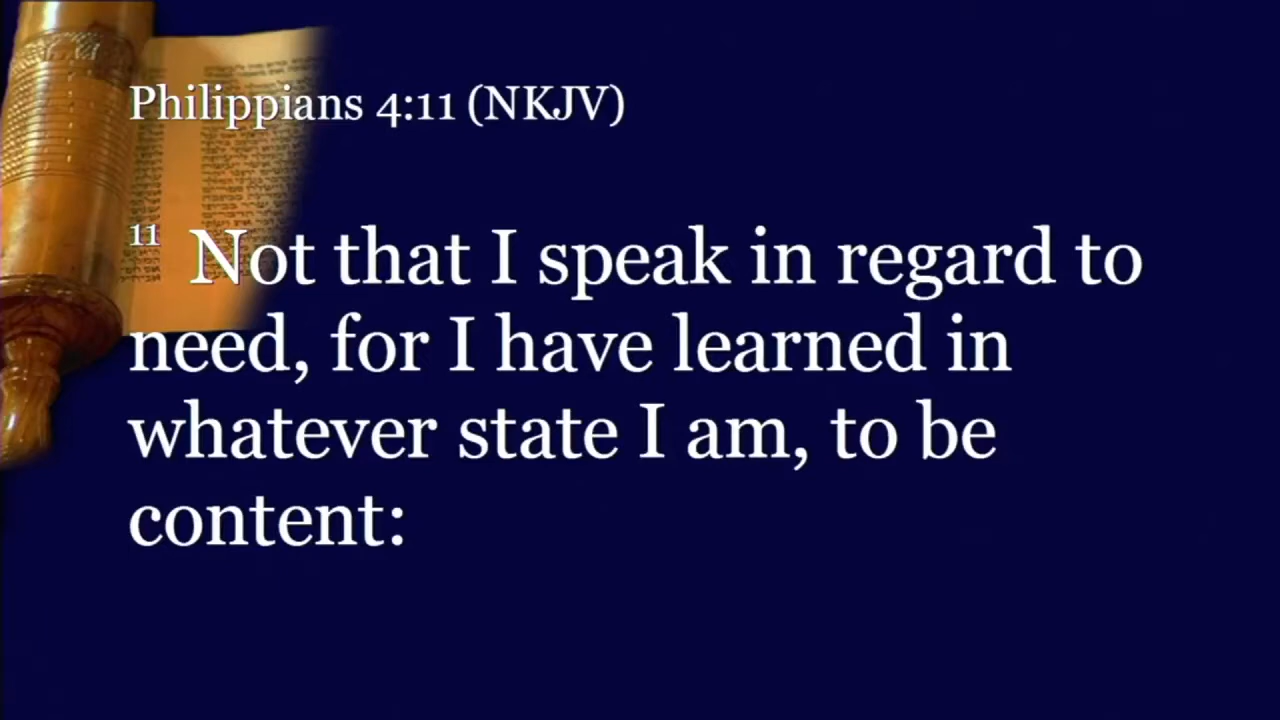 Philippians 4:11 (NKJV)
11 Not that I speak in regard to
need, for I have learned in
whatever state I am, to be
content: